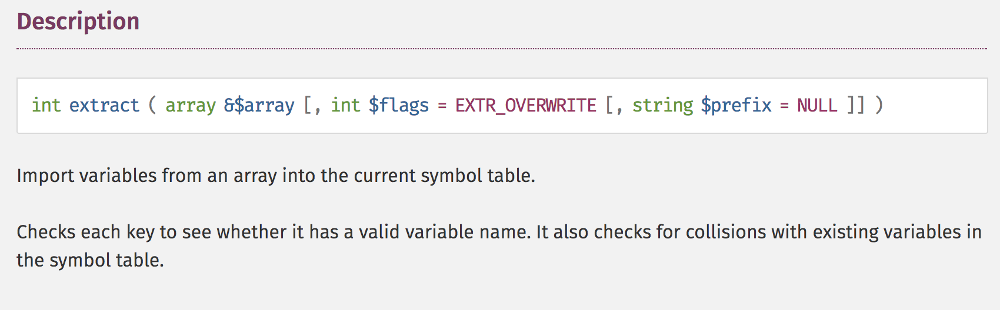 Description
int extract ( array &$array [, int $flags = EXTR_OVERWRITE [, string $prefix = NULL ]] )
Import variables from an array into the current symbol table.
Checks each key to see whether it has a valid variable name. It also checks for collisions with existing variables in
the symbol table.